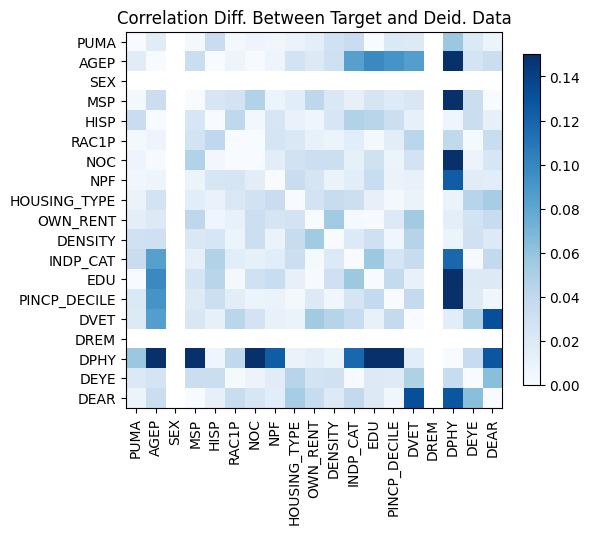 Correlation Diff. Between Target and Deid. Data
PUMA
AGEP
SEX
MSP
HISP
RAC1P
NOC
NPF
HOUSING_TYPE
OWN_RENT
DENSITY
INDP_CAT
EDU
PINCP_DECILE
DVET
DREM
DPHY
DEYE
DEAR
PUMA
AGEP
SEX
MSP
HISP
RAC1P
NOC
NPF
HOUSING_TYPE
OWN_RENT
DENSITY
INDP_CAT
EDU
PINCP_DECILE
DVET
DREM
DPHY
DEYE
DEAR
0.14
0.12
0.10
0.08
0.06
0.04
0.02
0.00